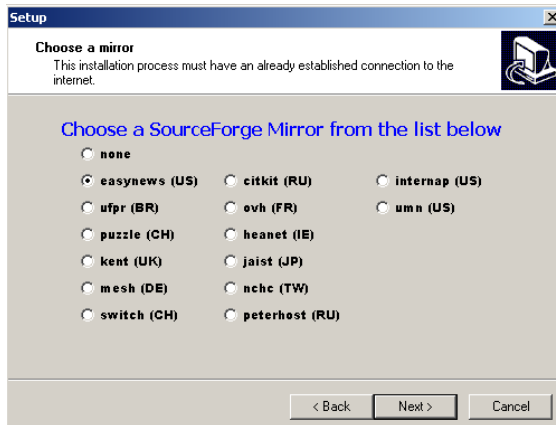 Setup
Choose a mirror
This installation process must have an already established connection to the
internet.
Choose a SourceForge Mirror from the list below
none
easynews (US) citkit (RU) internap (US)
ufpr (BR) ovh (FR) umn (US)
puzzle (CH) heanet (IE)
kent (UK) jaist (JP)
mesh (DE) nchc (TW)
switch (CH) peterhost (RU)
< Back Next > Cancel